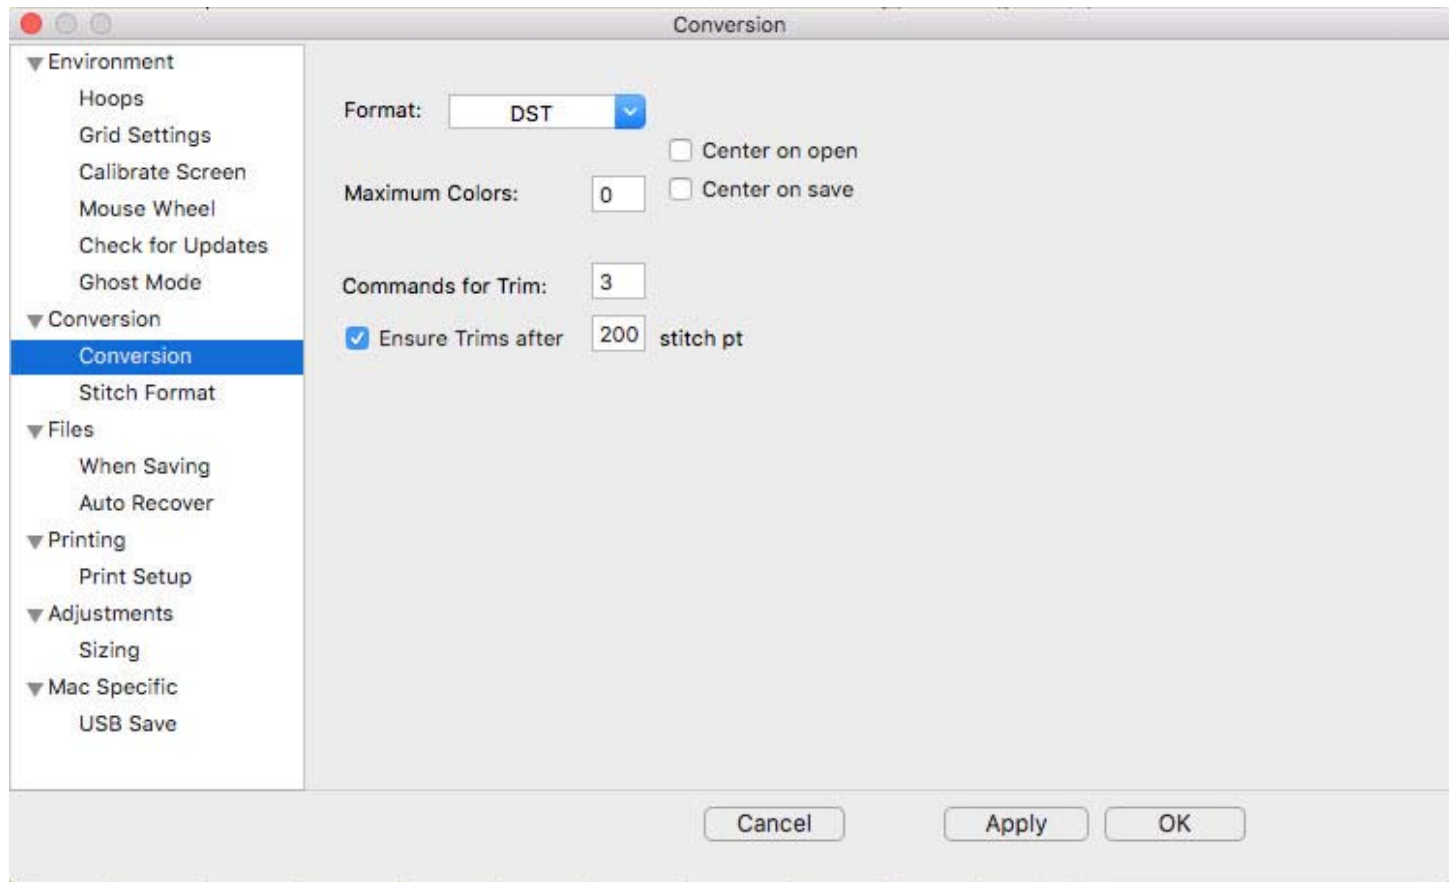 Conversion
Environment
Hoops
Grid Settings
Calibrate Screen
Mouse Wheel
Check for Updates
Ghost Mode
Conversion
Conversion
Stitch Format
Files
When Saving
Auto Recover
Printing
Print Setup
Adjustments
Sizing
Mac Specific
USB Save
Format: DST
Center on open
Maximum Colors: 0 Center on save
Commands for Trim: 3
Ensure Trims after 200 stitch pt
Cancel Apply OK